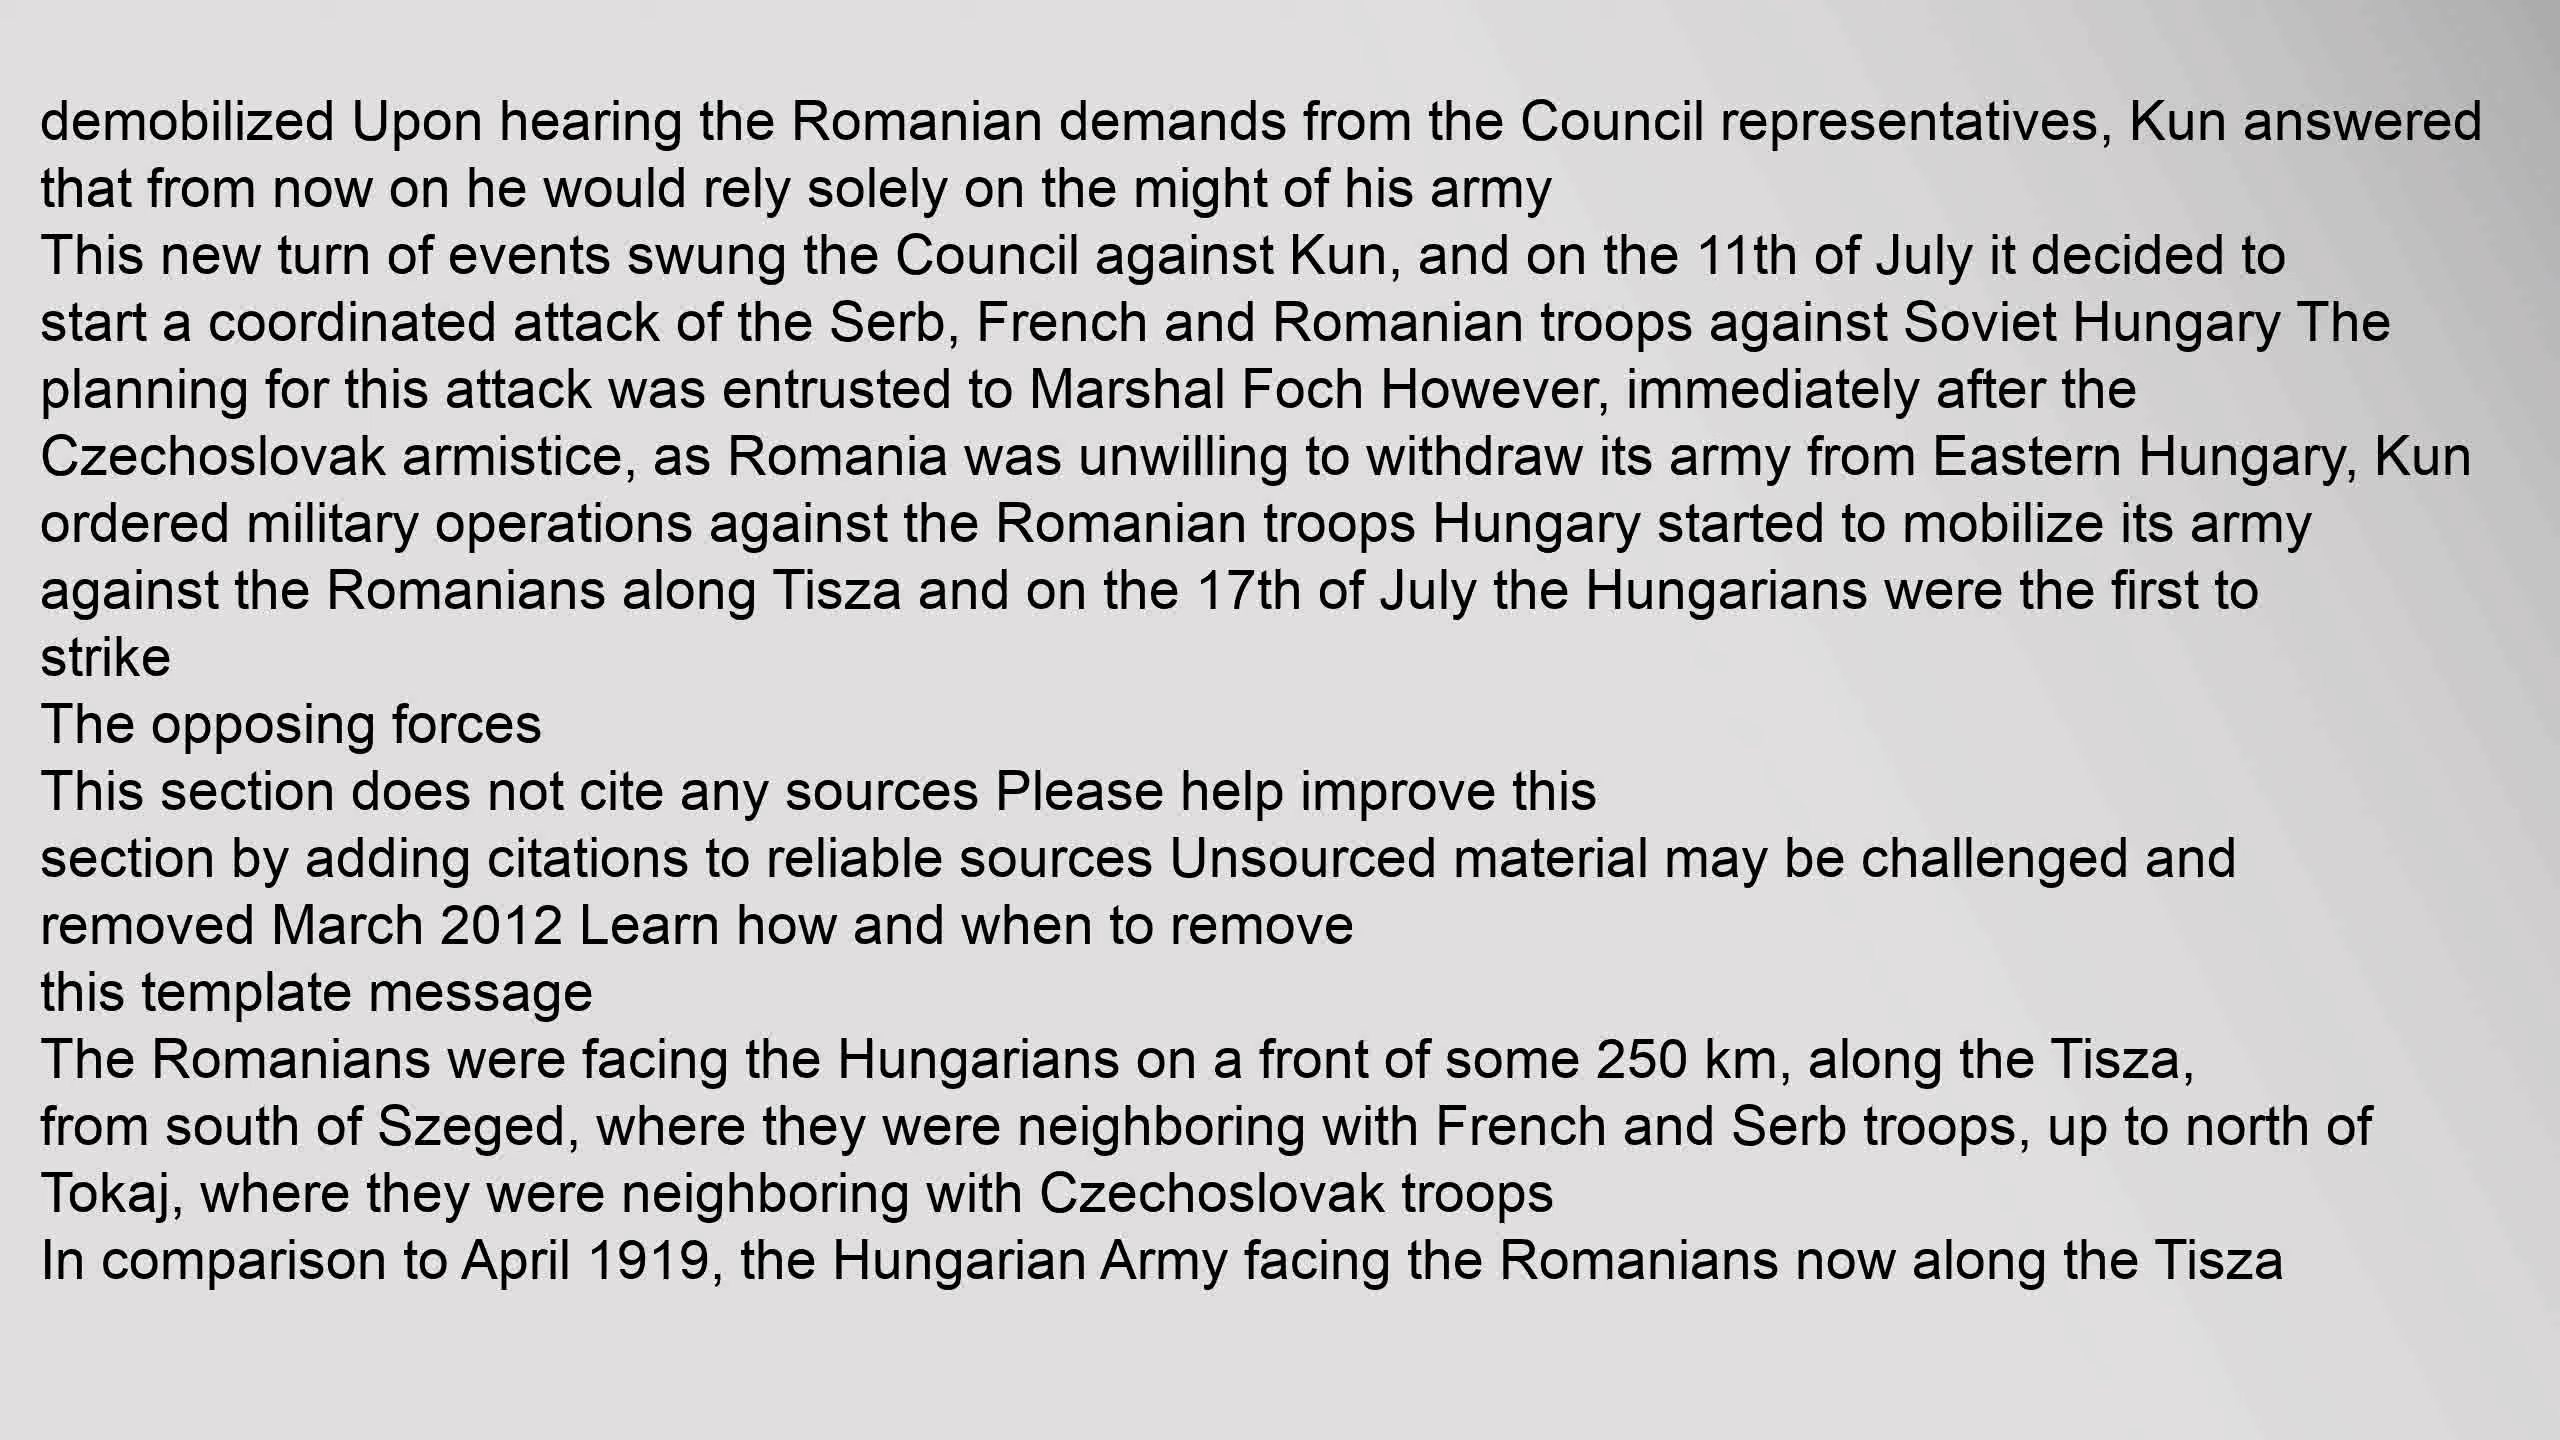 demobilized Upon hearing the Romanian demands from the Council representatives, Kun answered
that from now on he would rely solely on the might of his army
This new turn of events swung the Council against Kun, and on the 11th of July it decided to
start a coordinated attack of the Serb, French and Romanian troops against Soviet Hungary The
planning for this attack was entrusted to Marshal Foch However, immediately after the
Czechoslovak armistice, as Romania was unwilling to withdraw its army from Eastern Hungary, Kun
ordered military operations against the Romanian troops Hungary started to mobilize its army
against the Romanians along Tisza and on the 17th of July the Hungarians were the first to
strike
The opposing forces
This section does not cite any sources Please help improve this
section by adding citations to reliable sources Unsourced material may be challenged and
removed March 2012 Learn how and when to remove
this template message
The Romanians were facing the Hungarians on a front of some 250 km, along the Tisza,
from south of Szeged, where they were neighboring with French and Serb troops, up to north of
Tokaj, where they were neighboring with Czechoslovak troops
In comparison to April 1919, the Hungarian Army facing the Romanians now along the Tisza